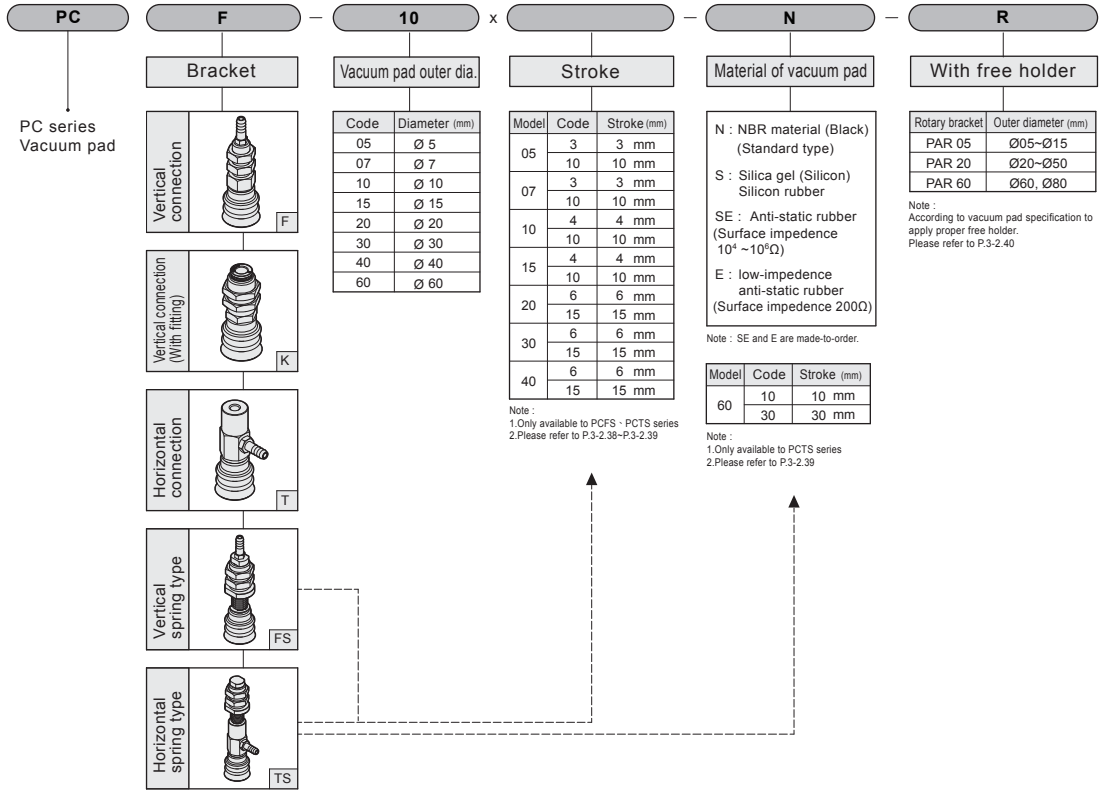 PC F – 10 x – N – R
PC series
Vacuum pad
Bracket
Vertical
connection
F
Vertical connection
(With fitting)
K
Horizontal
connection
T
Vertical
spring type
FS
Horizontal
spring type
TS
Vacuum pad outer dia.
Code Diameter (mm)
05 Ø 5
07 Ø 7
10 Ø 10
15 Ø 15
20 Ø 20
30 Ø 30
40 Ø 40
60 Ø 60
Stroke
Model Code Stroke (mm)
05 3 3 mm
10 10 mm
07 3 3 mm
10 10 mm
10 4 4 mm
10 10 mm
15 4 4 mm
10 10 mm
20 6 6 mm
15 15 mm
30 6 6 mm
15 15 mm
40 6 6 mm
15 15 mm
Note :
1.Only available to PCFS、PCTS series
2.Please refer to P.3-2.38~P.3-2.39
Material of vacuum pad
N : NBR material (Black)
(Standard type)
S : Silica gel (Silicon)
Silicon rubber
SE : Anti-static rubber
(Surface impedance
10⁴ ~10⁶Ω)
E : low-impedence
anti-static rubber
(Surface impedance 200Ω)
Note : SE and E are made-to-order.
Model Code Stroke (mm)
60 10 10 mm
30 30 mm
Note :
1.Only available to PCTS series
2.Please refer to P.3-2.39
With free holder
Rotary bracket Outer diameter (mm)
PAR 05 Ø05~Ø15
PAR 20 Ø20~Ø50
PAR 60 Ø60, Ø80
Note :
According to vacuum pad specification to
apply proper free holder.
Please refer to P.3-2.40